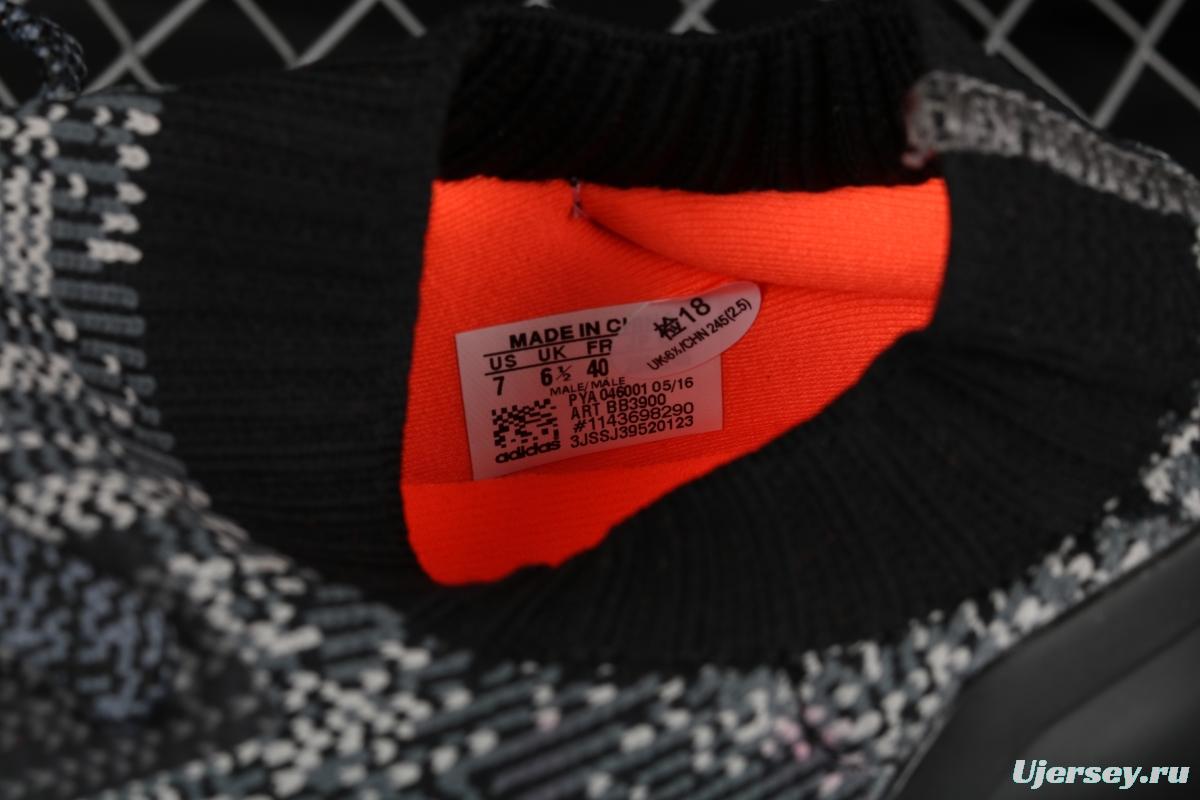 MADE IN
US UK FR
7 6½ 40
MALE/MALE
PYA 046001 05/16
ART BB3900
#1143698290
3JSSJ39520123
adidas
检18
UK-6½/CHN 245(2.5)
Ujersey.ru